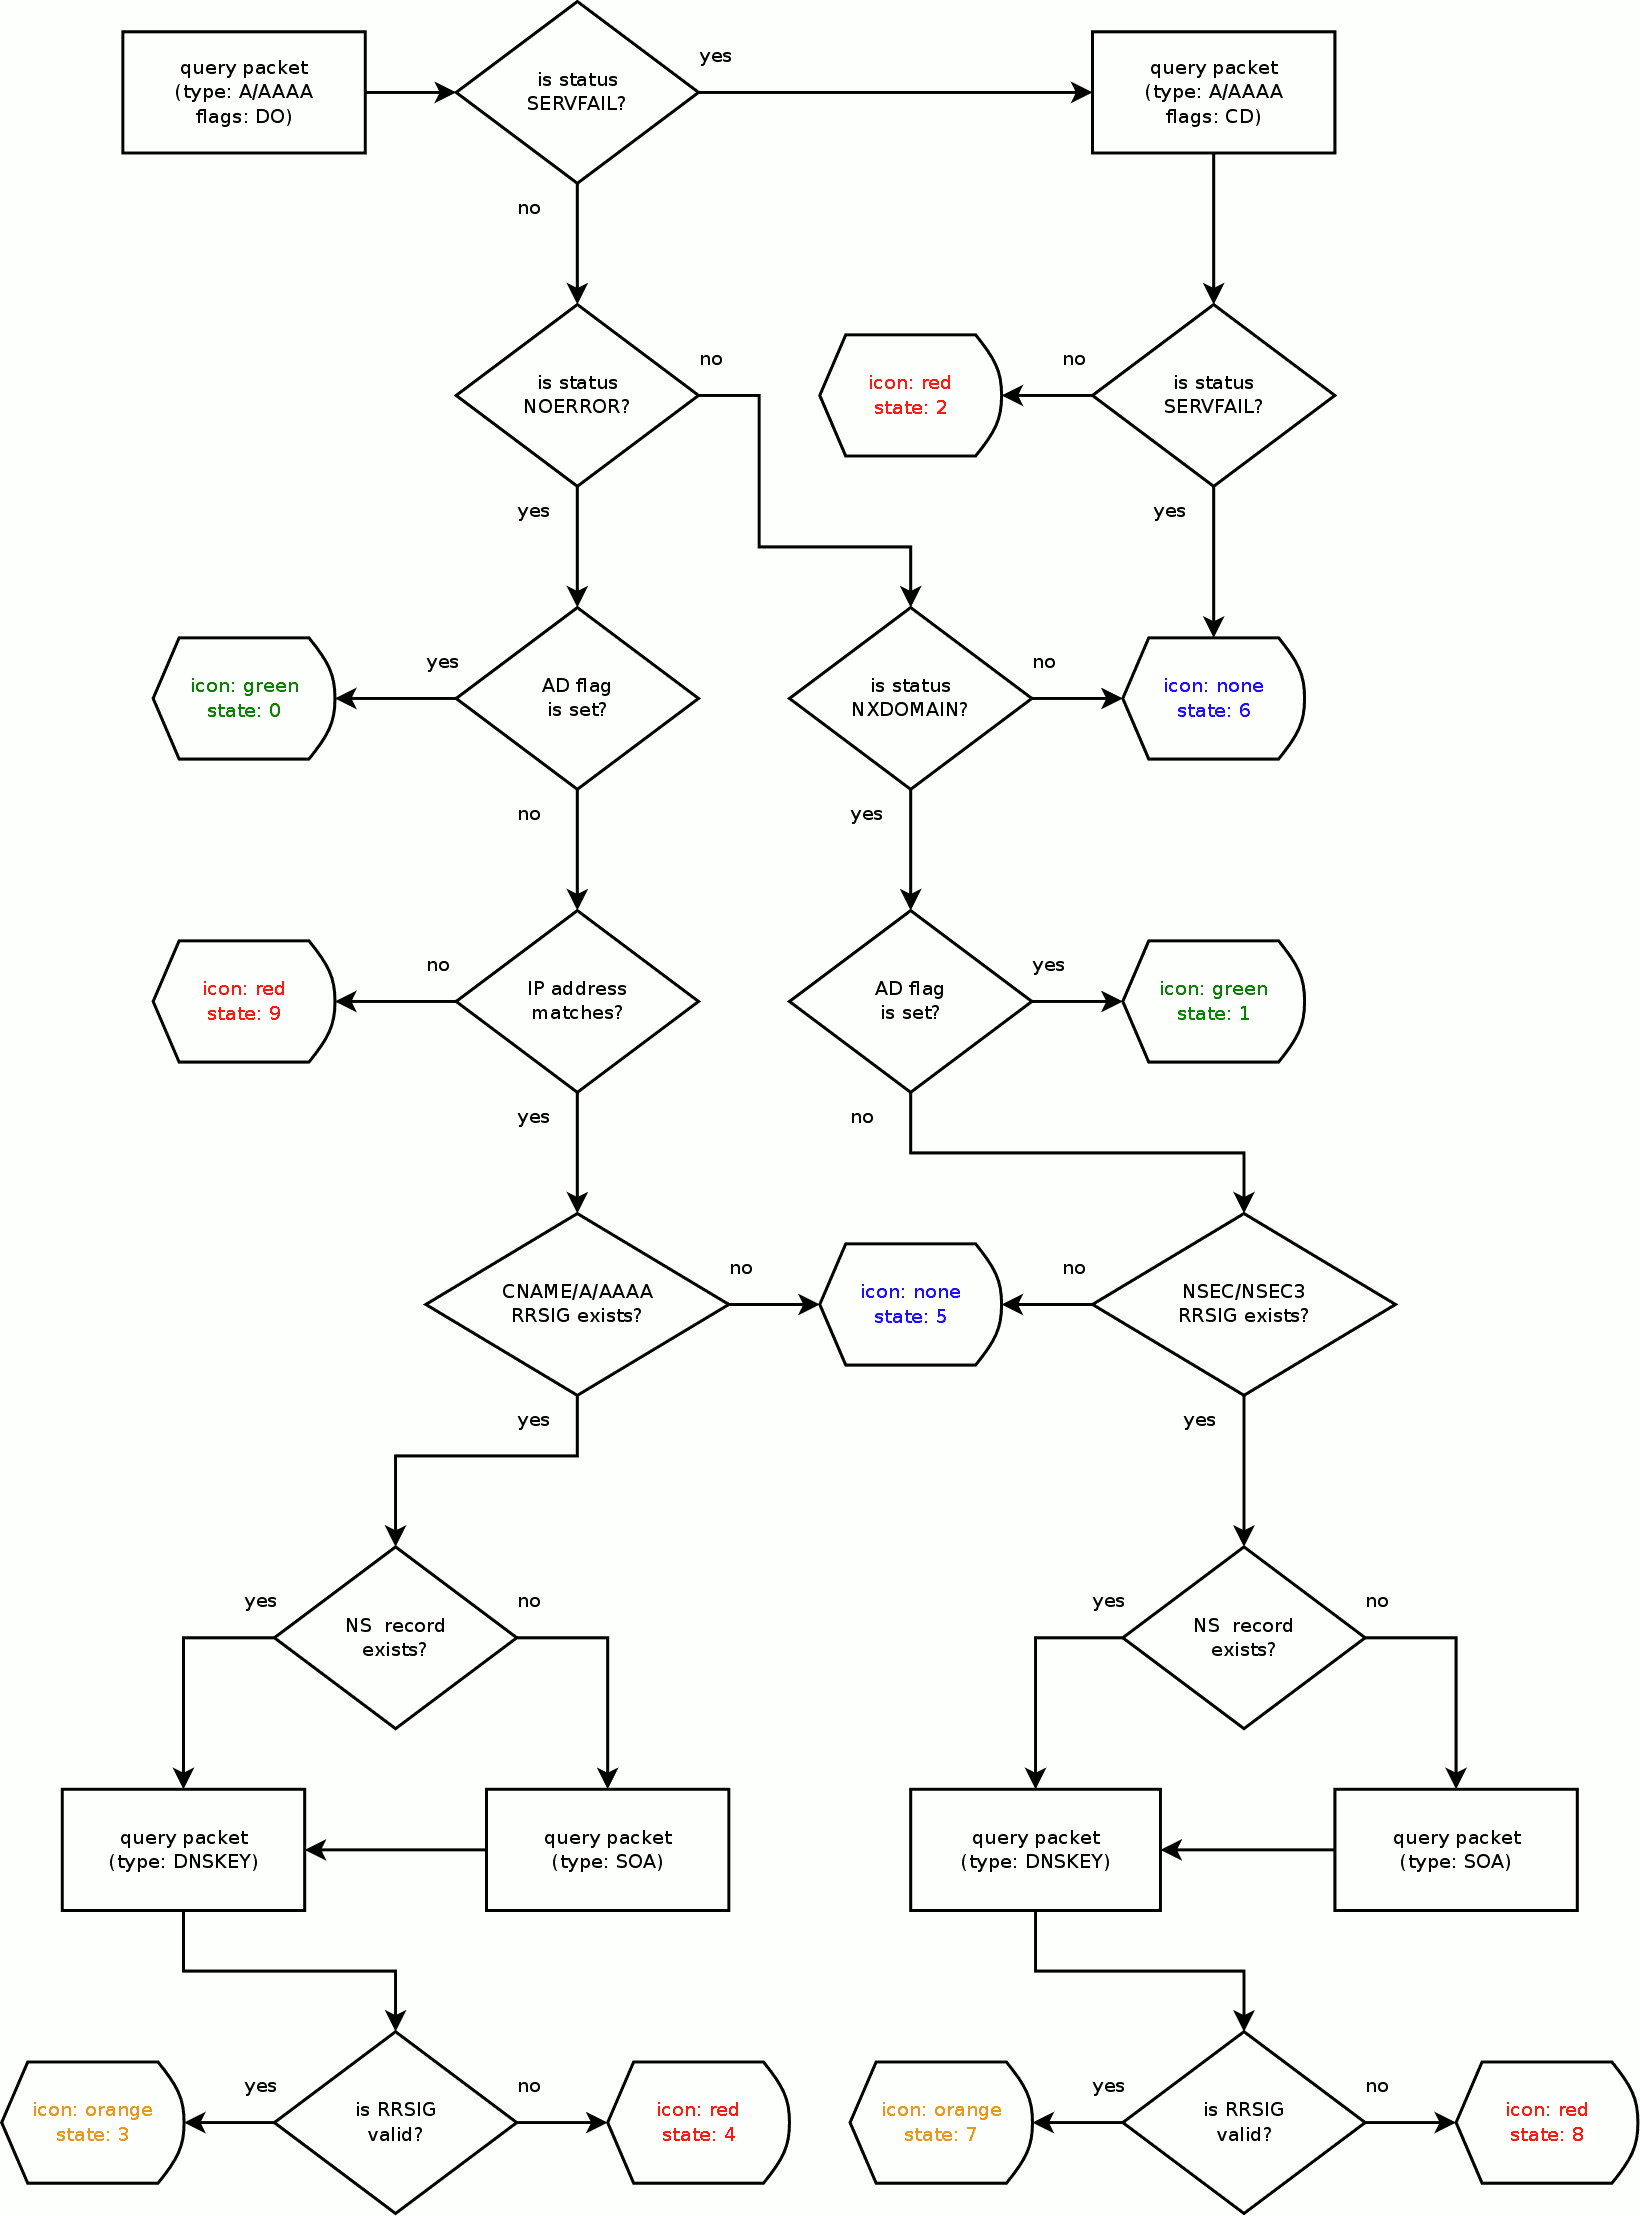 query packet
(type: A/AAAA
flags: DO)
is status
SERVFAIL?
yes
query packet
(type: A/AAAA
flags: CD)
no
is status
NOERROR?
no
icon: red
state: 2
no
is status
SERVFAIL?
yes
yes
icon: green
state: 0
yes
AD flag
is set?
is status
NXDOMAIN?
no
icon: none
state: 6
no
yes
icon: red
state: 9
no
IP address
matches?
AD flag
is set?
yes
icon: green
state: 1
yes
no
CNAME/A/AAAA
RRSIG exists?
no
icon: none
state: 5
no
NSEC/NSEC3
RRSIG exists?
yes
yes
yes
NS  record
exists?
no
yes
NS  record
exists?
no
query packet
(type: DNSKEY)
query packet
(type: SOA)
query packet
(type: DNSKEY)
query packet
(type: SOA)
icon: orange
state: 3
yes
is RRSIG
valid?
no
icon: red
state: 4
icon: orange
state: 7
yes
is RRSIG
valid?
no
icon: red
state: 8